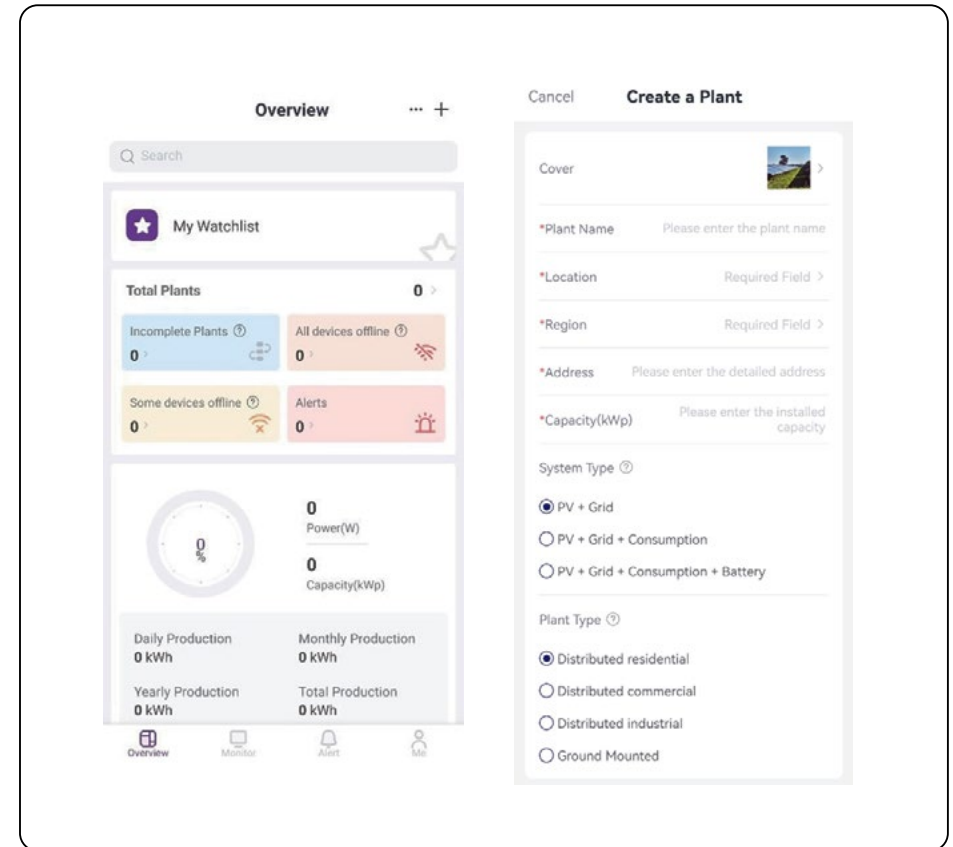 Overview
Search
My Watchlist
Total Plants 0
Incomplete Plants All devices offline
0 0
Some devices offline Alerts
0 0
0
%
0
Power(W)
0
Capacity(kWp)
Daily Production Monthly Production
0 kWh 0 kWh
Yearly Production Total Production
0 kWh 0 kWh
Overview Monitor Alert Me
Cancel Create a Plant
Cover
*Plant Name Please enter the plant name
*Location Required Field
*Region Required Field
*Address Please enter the detailed address
*Capacity(kWp) Please enter the installed
capacity
System Type
PV + Grid
PV + Grid + Consumption
PV + Grid + Consumption + Battery
Plant Type
Distributed residential
Distributed commercial
Distributed industrial
Ground Mounted